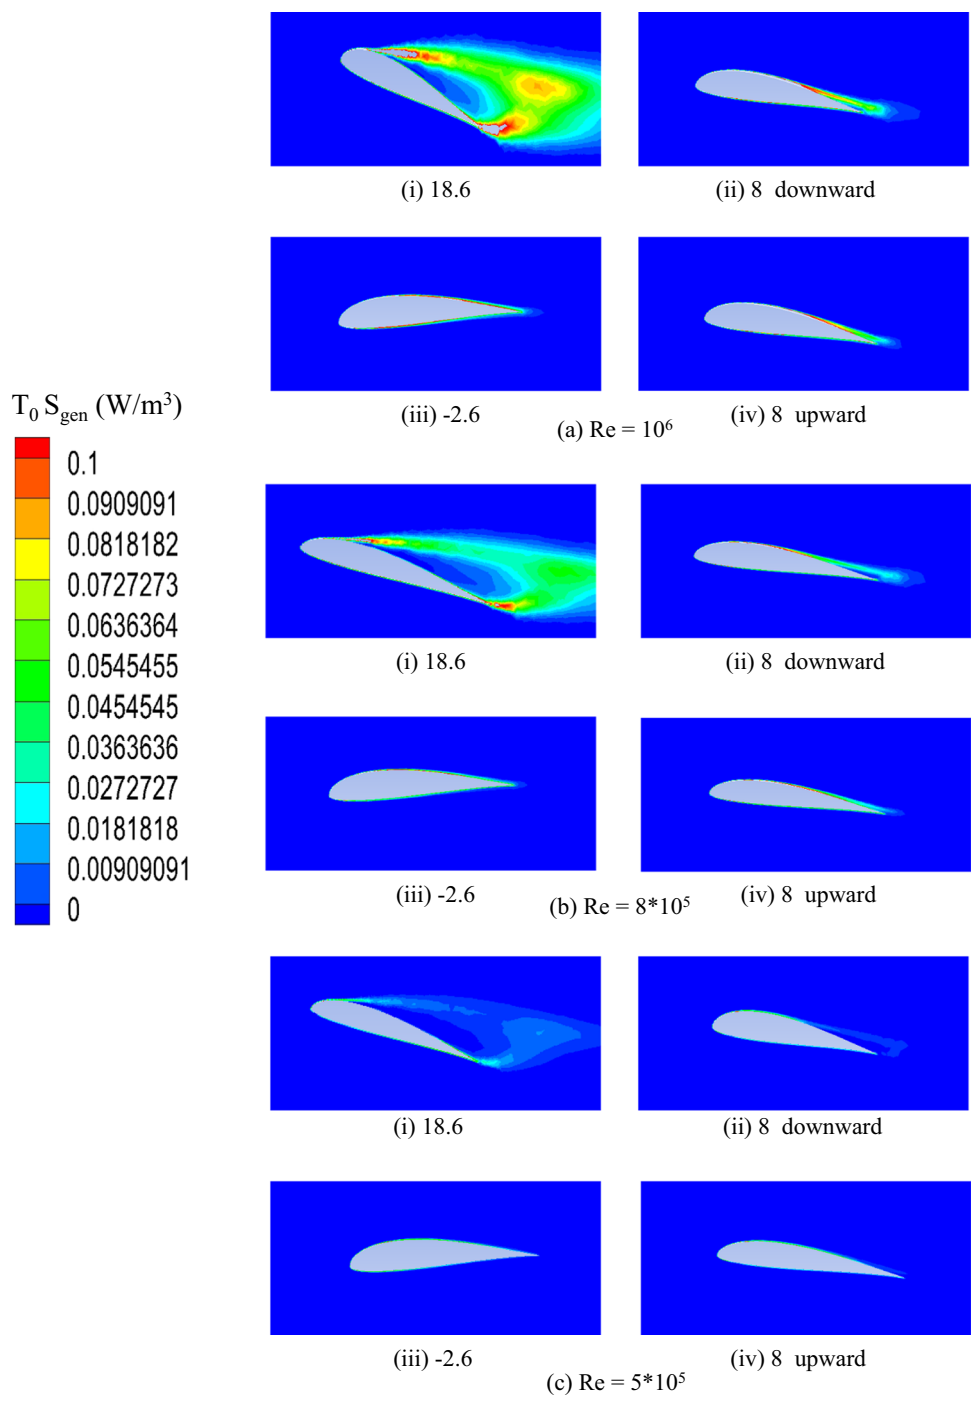 (i) 18.6
(ii) 8 downward
(iii) -2.6
(iv) 8 upward
(a) Re = 10⁶
T₀ S_gen (W/m³)
0.1
0.0909091
0.0818182
0.0727273
0.0636364
0.0545455
0.0454545
0.0363636
0.0272727
0.0181818
0.00909091
0
(i) 18.6
(ii) 8 downward
(iii) -2.6
(iv) 8 upward
(b) Re = 8*10⁵
(i) 18.6
(ii) 8 downward
(iii) -2.6
(iv) 8 upward
(c) Re = 5*10⁵